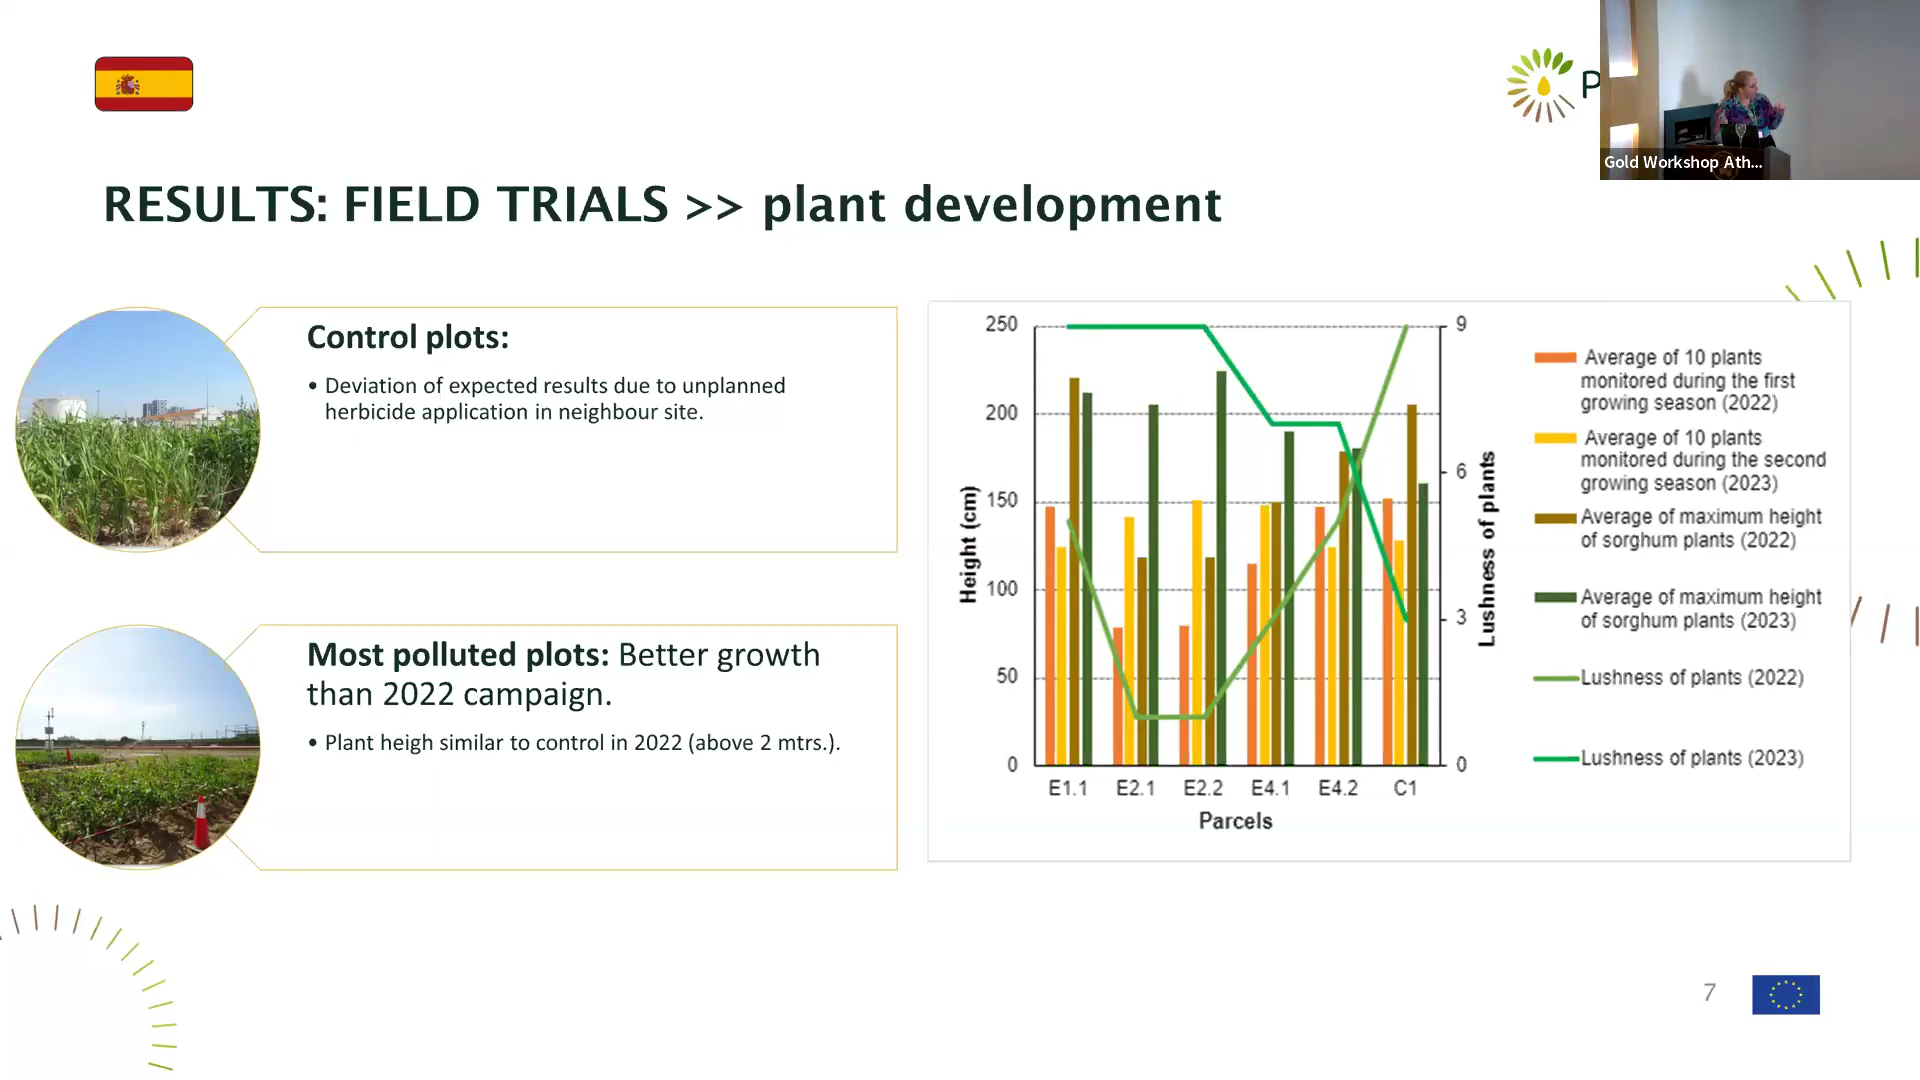 P
Gold Workshop Ath...
RESULTS: FIELD TRIALS >> plant development
Control plots:
• Deviation of expected results due to unplanned
herbicide application in neighbour site.
Most polluted plots: Better growth
than 2022 campaign.
• Plant heigh similar to control in 2022 (above 2 mtrs.).
250
200
150
100
50
0
Height (cm)
9
6
3
0
Lushness of plants
E1.1 E2.1 E2.2 E4.1 E4.2 C1
Parcels
Average of 10 plants
monitored during the first
growing season (2022)
Average of 10 plants
monitored during the second
growing season (2023)
Average of maximum height
of sorghum plants (2022)
Average of maximum height
of sorghum plants (2023)
Lushness of plants (2022)
Lushness of plants (2023)
7